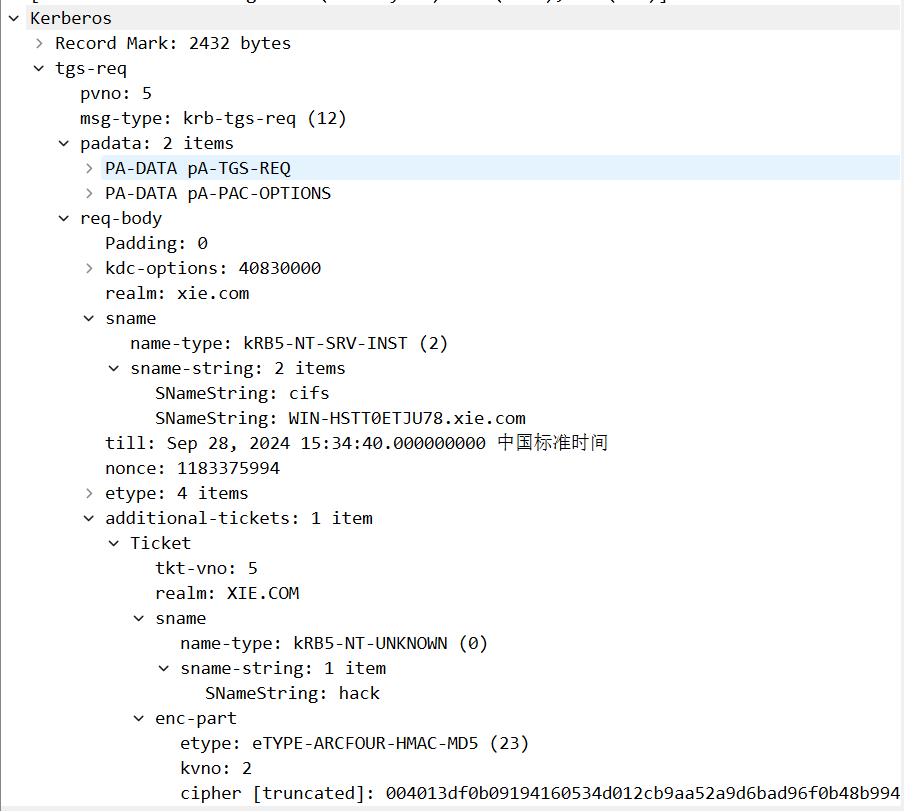 Kerberos
Record Mark: 2432 bytes
tgs-req
pvno: 5
msg-type: krb-tgs-req (12)
padata: 2 items
PA-DATA pA-TGS-REQ
PA-DATA pA-PAC-OPTIONS
req-body
Padding: 0
kdc-options: 40830000
realm: xie.com
sname
name-type: kRB5-NT-SRV-INST (2)
sname-string: 2 items
SNameString: cifs
SNameString: WIN-HSTT0ETJU78.xie.com
till: Sep 28, 2024 15:34:40.000000000 中国标准时间
nonce: 1183375994
etype: 4 items
additional-tickets: 1 item
Ticket
tkt-vno: 5
realm: XIE.COM
sname
name-type: kRB5-NT-UNKNOWN (0)
sname-string: 1 item
SNameString: hack
enc-part
etype: eTYPE-ARCFOUR-HMAC-MD5 (23)
kvno: 2
cipher [truncated]: 004013df0b09194160534d012cb9aa52a9d6bad96f0b48b994